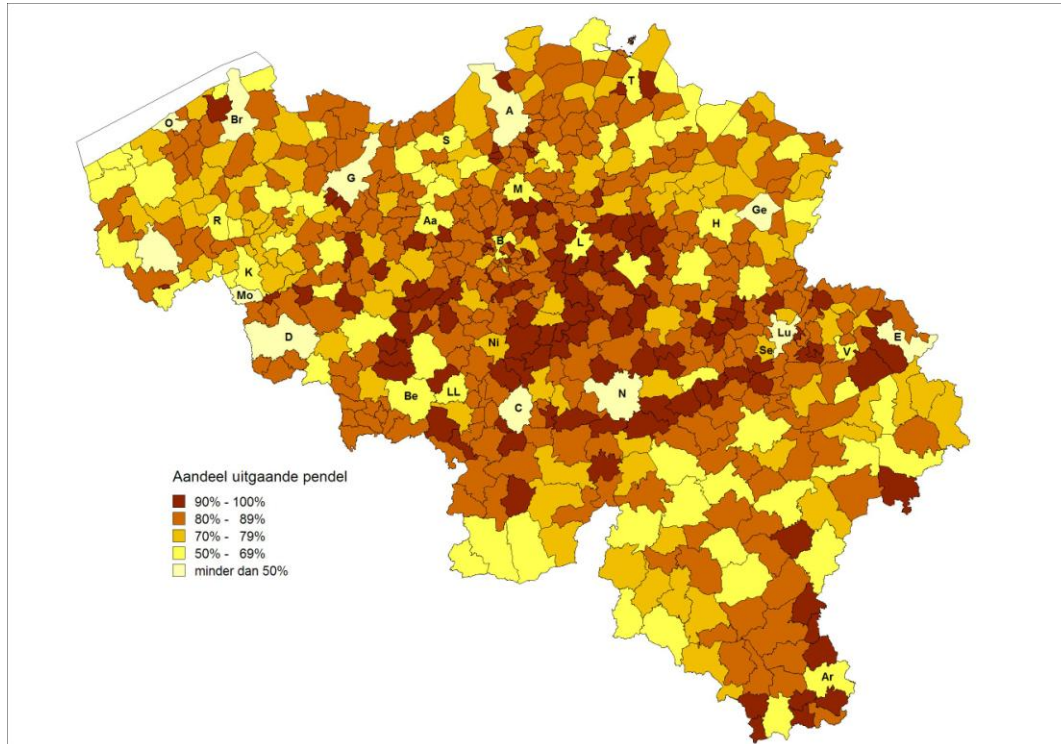 T
A
O
Br
S
G
M
Ge
R
Aa
H
B
L
K
Mo
Lu
D
Ni
Se
V
E
Be
LL
C
N
Aandeel uitgaande pendel
90% - 100%
80% - 89%
70% - 79%
50% - 69%
minder dan 50%
Ar